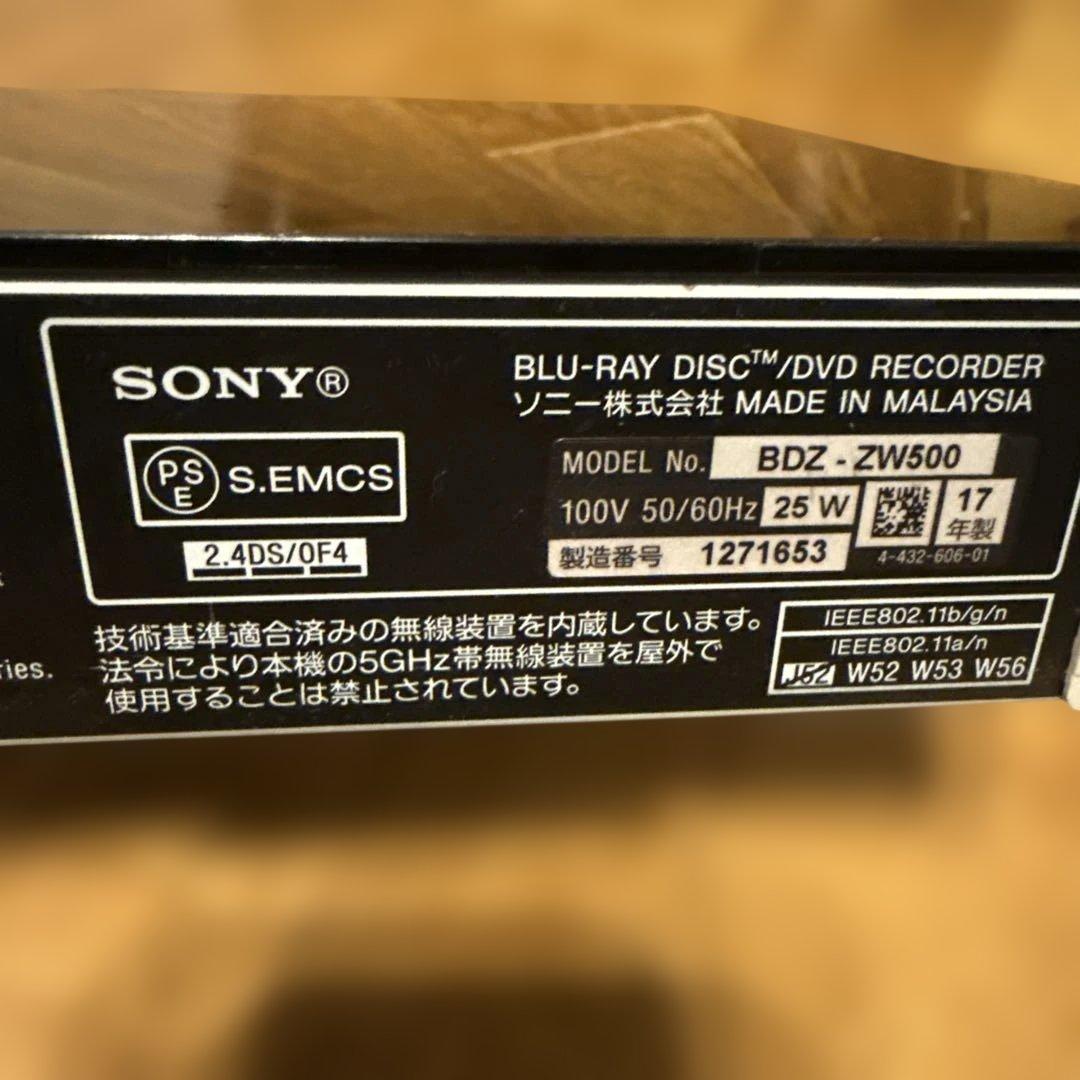 SONY®
BLU-RAY DISC™/DVD RECORDER
ソニー株式会社 MADE IN MALAYSIA
PSE S.EMCS
MODEL No. BDZ - ZW500
100V 50/60Hz 25 W 17年製
2.4DS/OF4
製造番号 1271653 4-432-606-01
技術基準適合済みの無線装置を内蔵しています。
法令により本機の5GHz帯無線装置を屋外で
使用することは禁止されています。
IEEE802.11b/g/n
IEEE802.11a/n
J52 W52 W53 W56
ries.